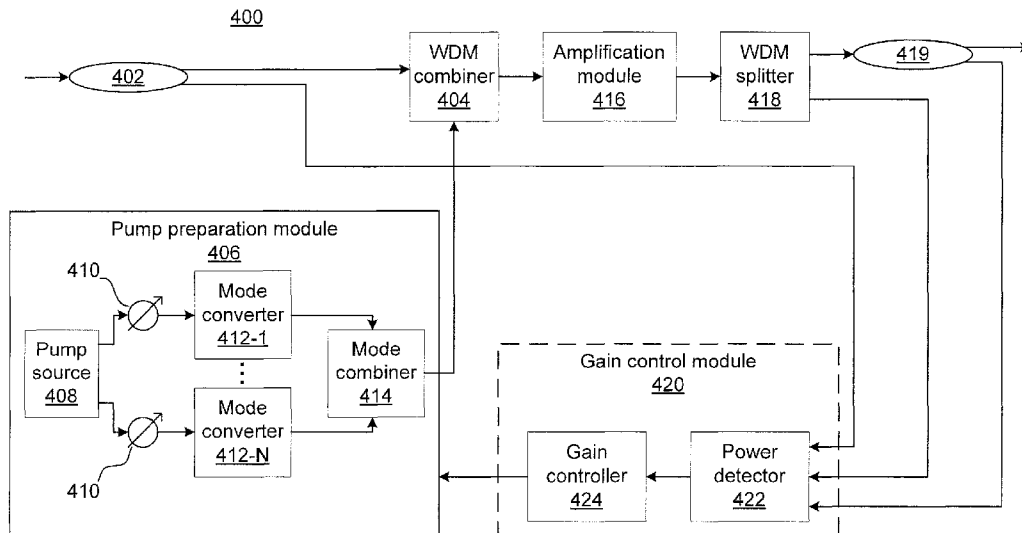 400
402
WDM
combiner
404
Amplification
module
416
WDM
splitter
418
419
Pump preparation module
406
410
Mode
converter
412-1
Pump
source
408
Mode
combiner
414
Mode
converter
412-N
410
Gain control module
420
Gain
controller
424
Power
detector
422